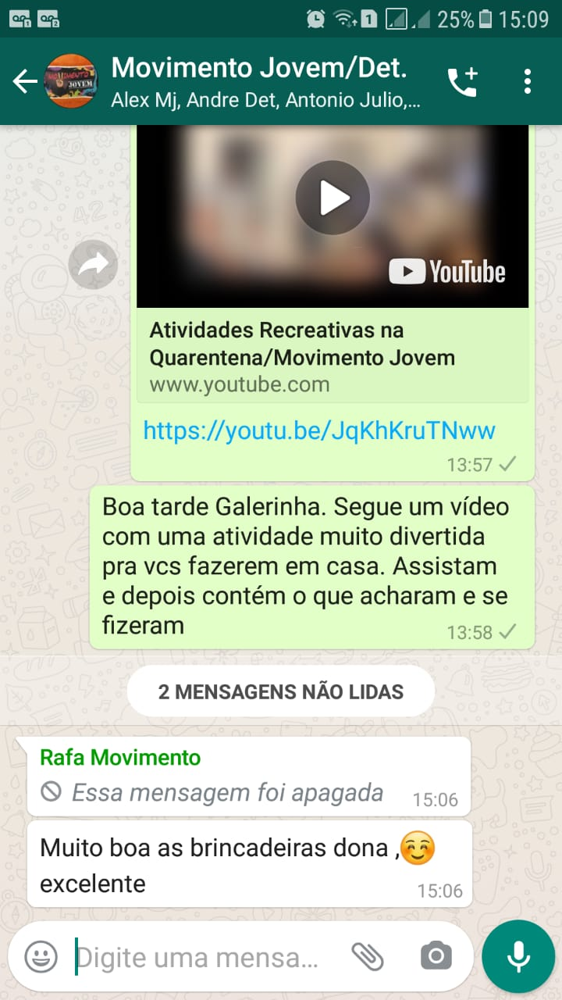 1 25% 15:09
Movimento Jovem/Det.
Alex Mj, Andre Det, Antonio Julio,...
YouTube
Atividades Recreativas na
Quarentena/Movimento Jovem
www.youtube.com
https://youtu.be/JqKhKruTNww
13:57
Boa tarde Galerinha. Segue um vídeo
com uma atividade muito divertida
pra vcs fazerem em casa. Assistam
e depois contém o que acharam e se
fizeram
13:58
2 MENSAGENS NÃO LIDAS
Rafa Movimento
Essa mensagem foi apagada
15:06
Muito boa as brincadeiras dona ,☺️
excelente
15:06
Digite uma mensa...